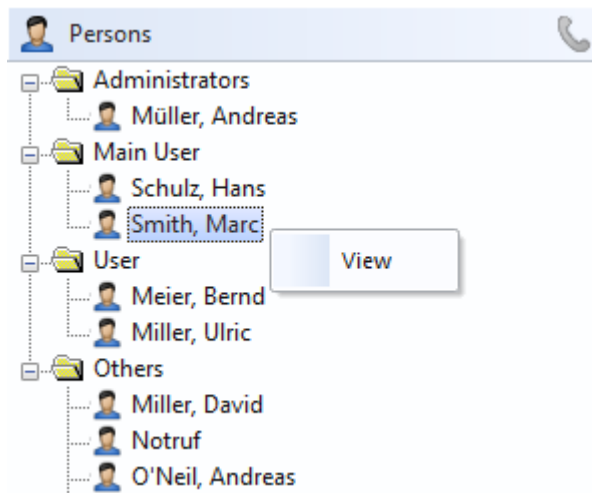 Persons
Administrators
Müller, Andreas
Main User
Schulz, Hans
Smith, Marc
User
View
Meier, Bernd
Miller, Ulric
Others
Miller, David
Notruf
O'Neil, Andreas